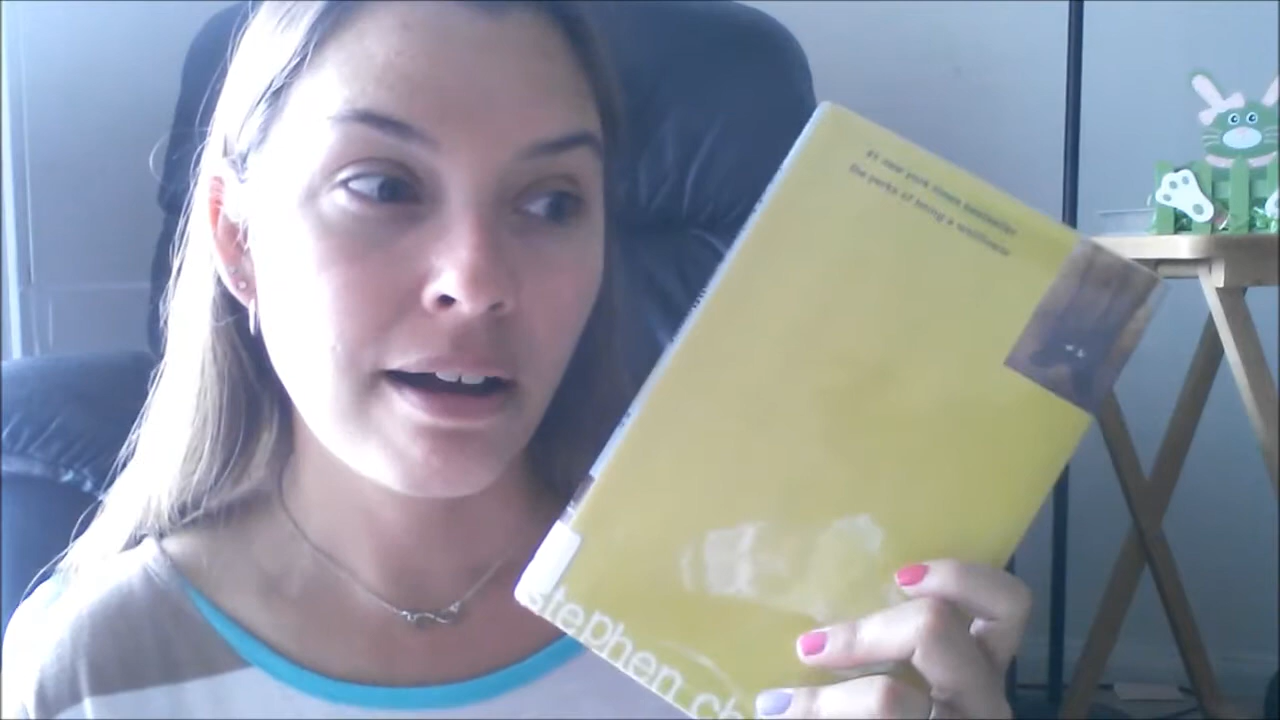 #1 new york times bestseller
the perks of being a wallflower
stephen ch